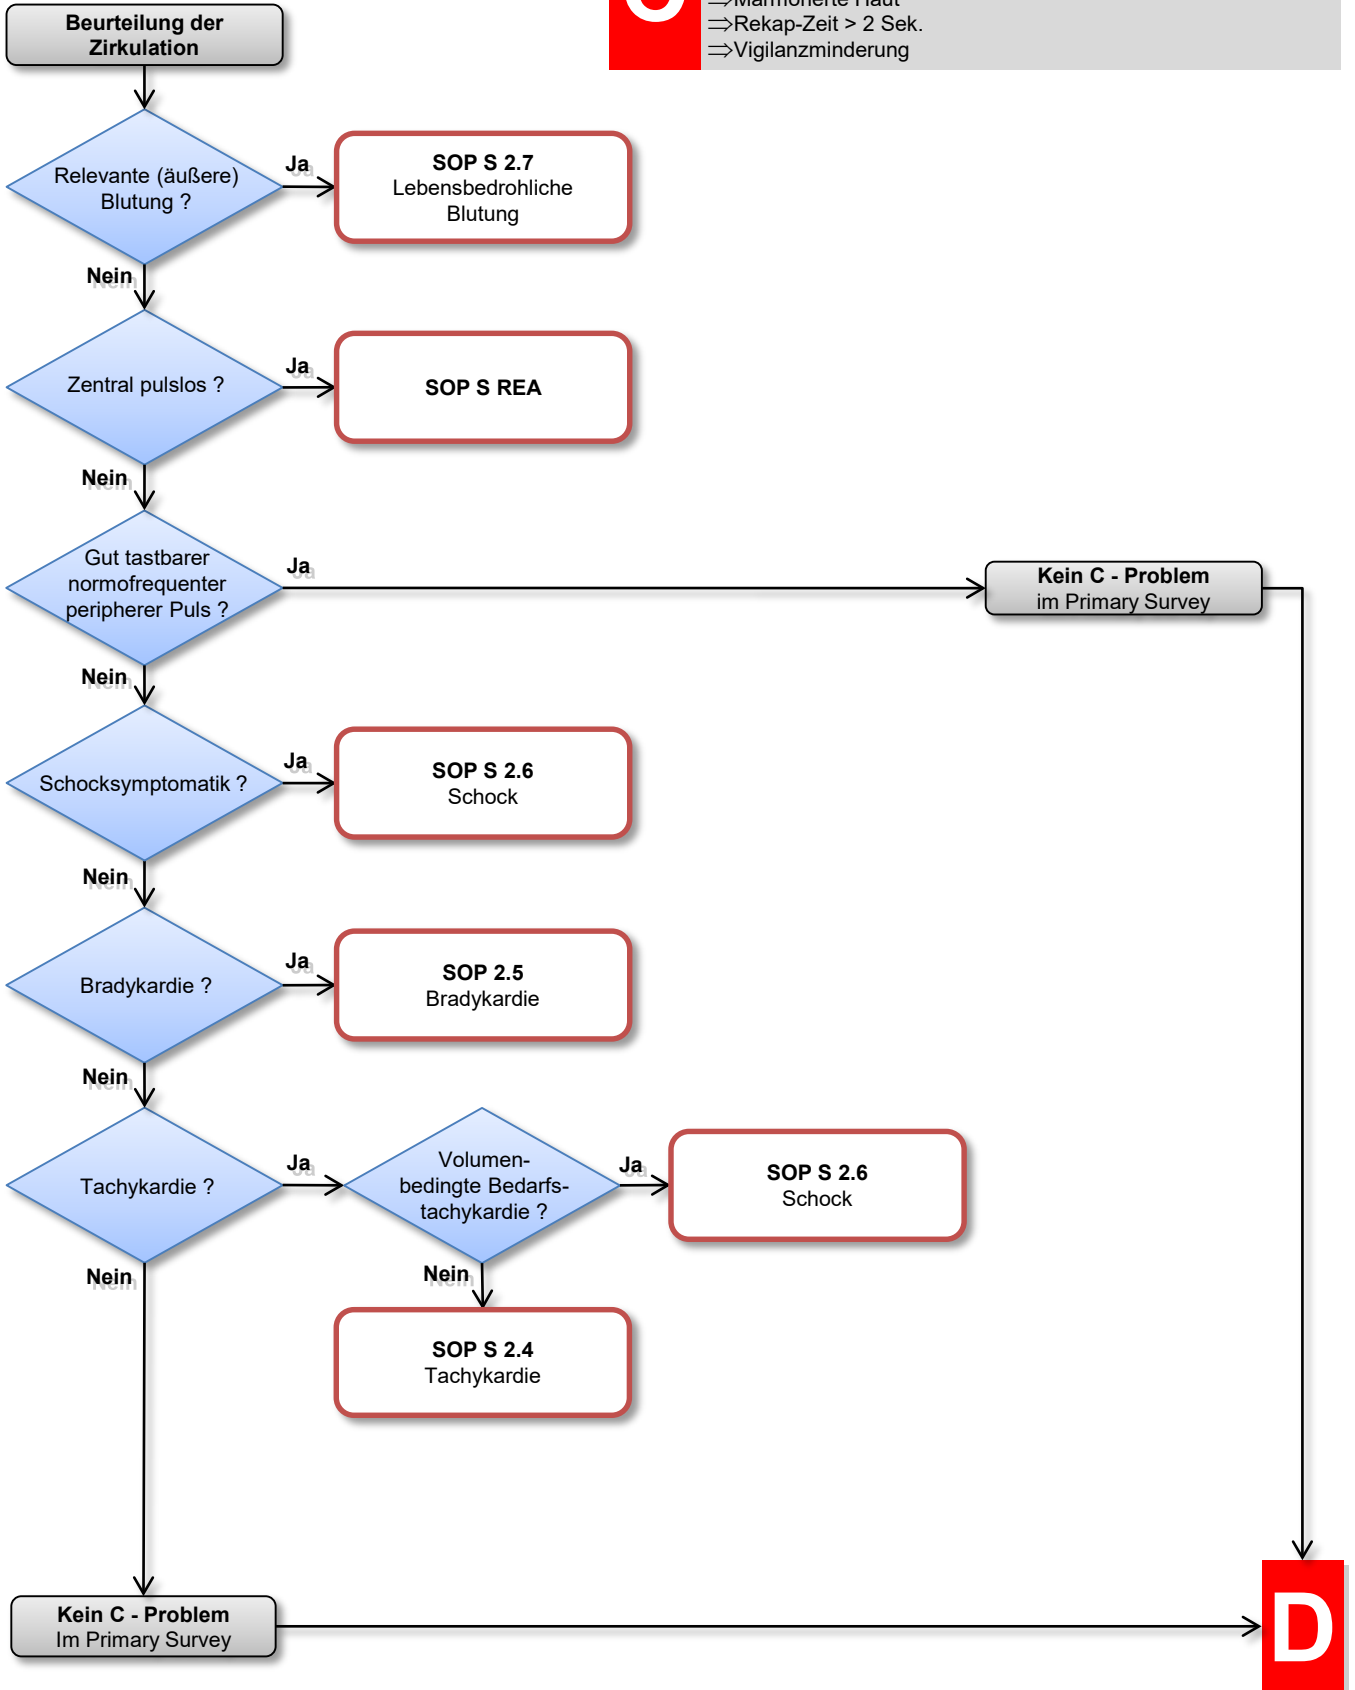 Beurteilung der
Zirkulation
⇒Rekap-Zeit > 2 Sek.
⇒Vigilanzminderung
Relevante (äußere)
Blutung ?
Ja
SOP S 2.7
Lebensbedrohliche
Blutung
Nein
Zentral pulslos ?
Ja
SOP S REA
Nein
Gut tastbarer
normofrequenter
peripherer Puls ?
Ja
Kein C - Problem
im Primary Survey
Nein
Schocksymptomatik ?
Ja
SOP S 2.6
Schock
Nein
Bradykardie ?
Ja
SOP 2.5
Bradykardie
Nein
Tachykardie ?
Ja
Volumen-
bedingte Bedarfs-
tachykardie ?
Ja
SOP S 2.6
Schock
Nein
Nein
SOP S 2.4
Tachykardie
Kein C - Problem
Im Primary Survey
D